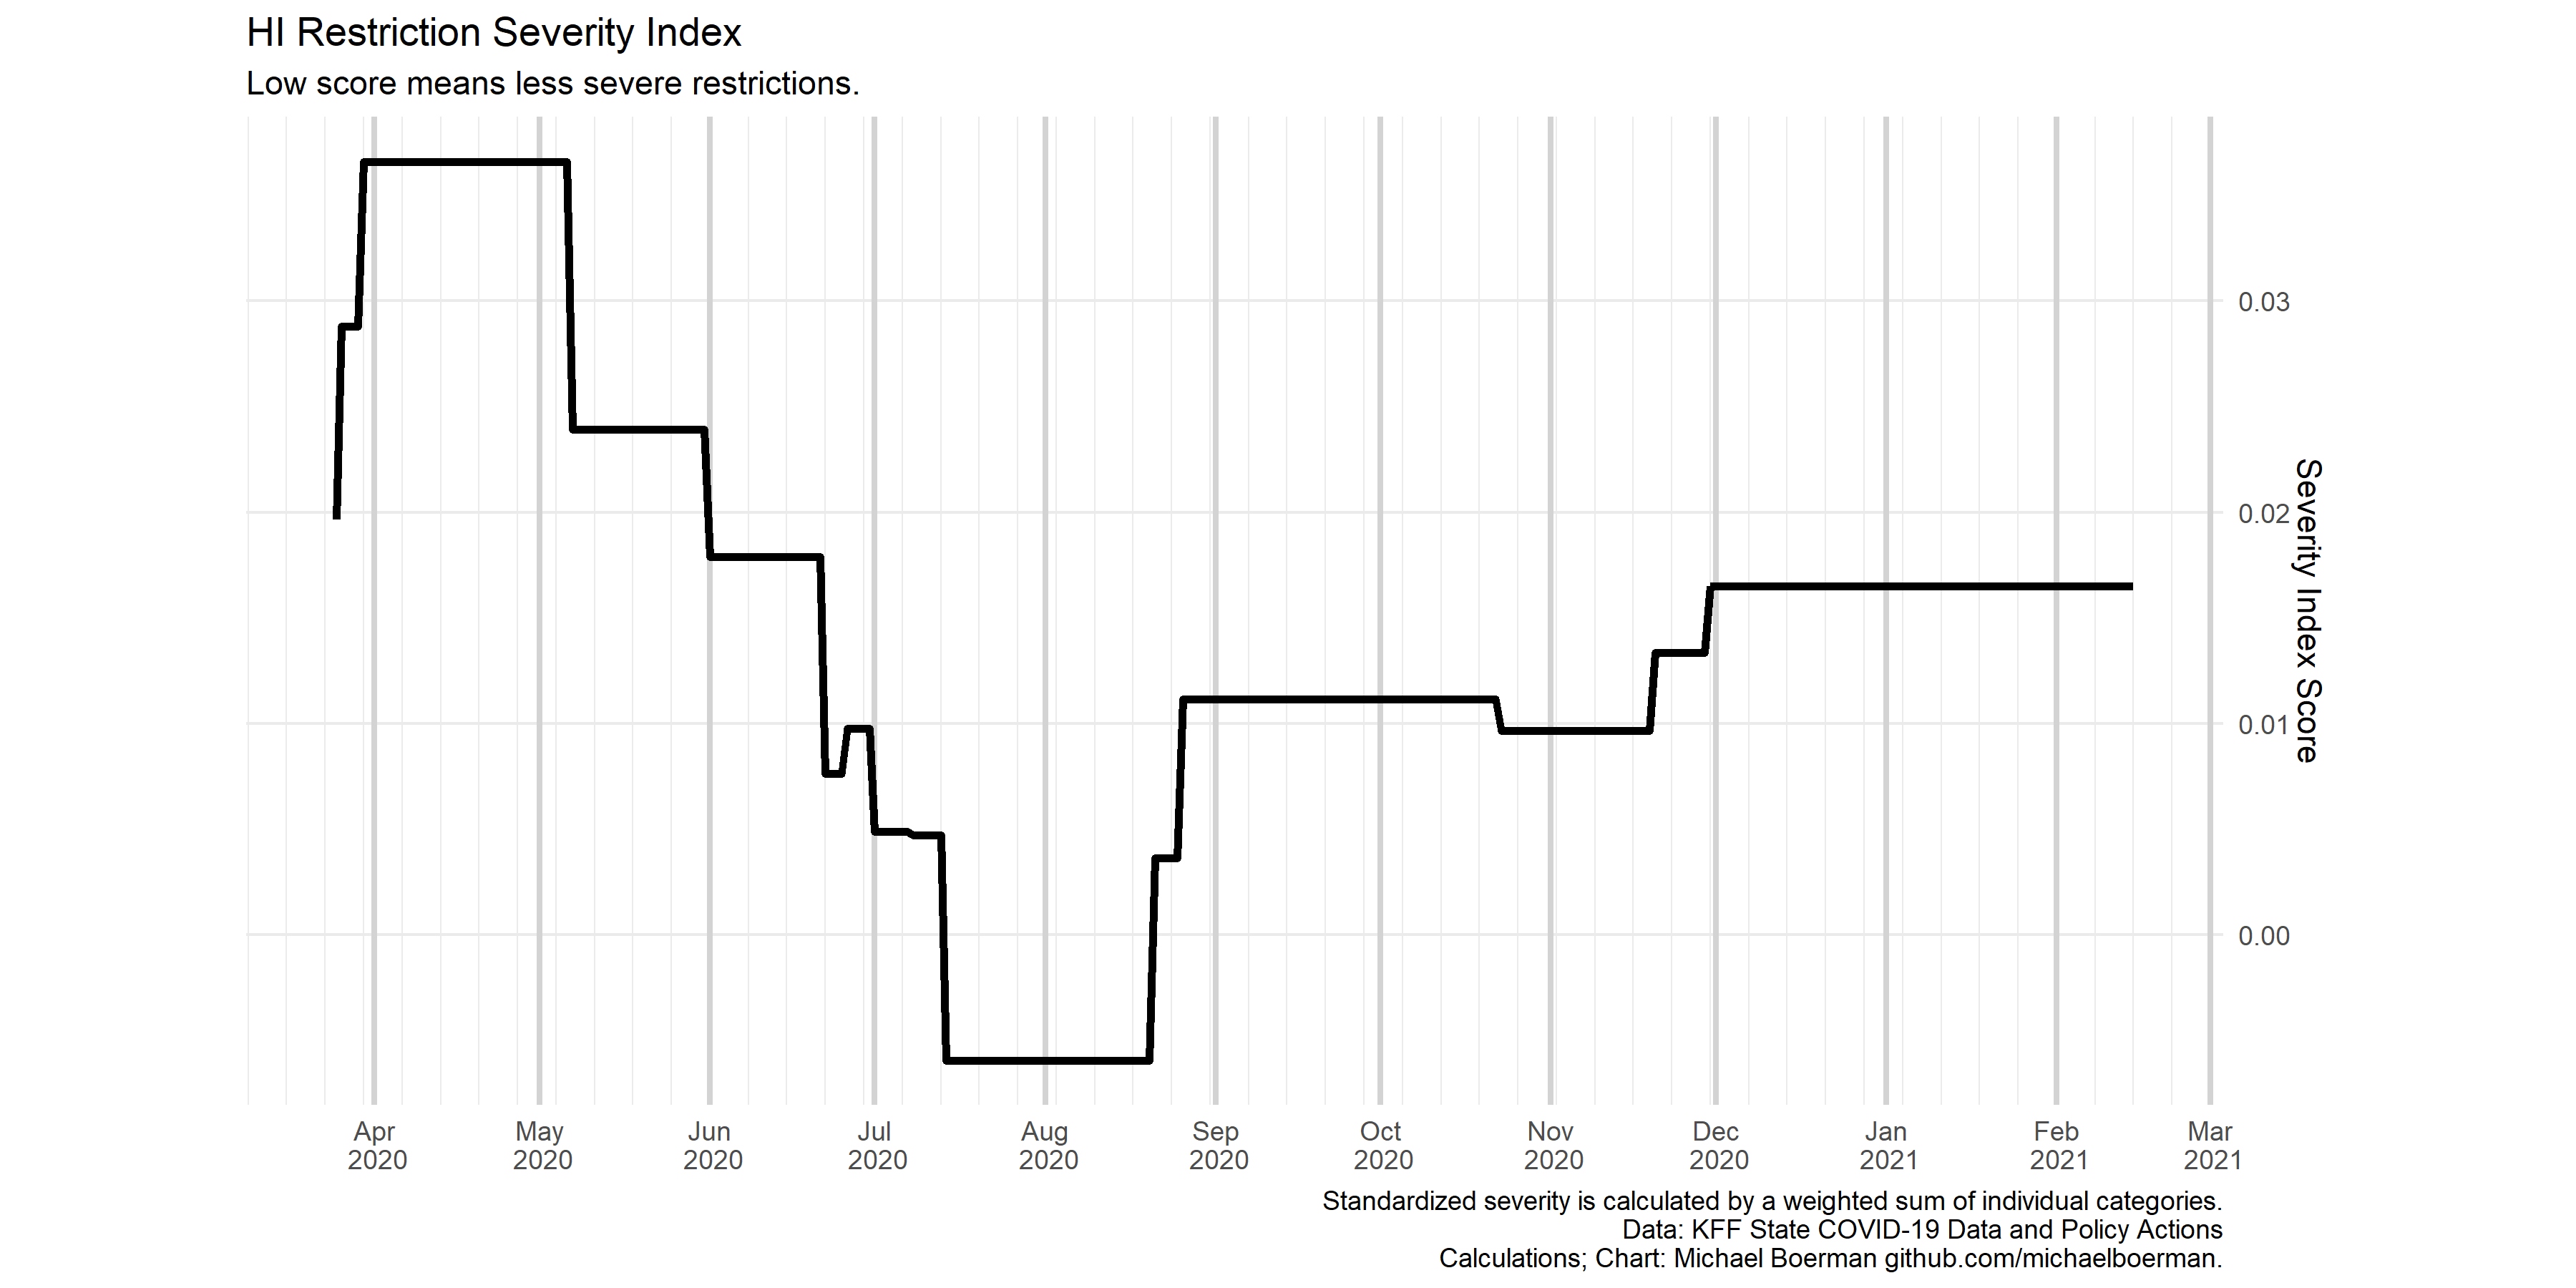 HI Restriction Severity Index
Low score means less severe restrictions.
0.03
0.02
0.01
0.00
Severity Index Score
Apr May Jun Jul Aug Sep Oct Nov Dec Jan Feb Mar
2020 2020 2020 2020 2020 2020 2020 2020 2020 2021 2021 2021
Standardized severity is calculated by a weighted sum of individual categories.
Data: KFF State COVID-19 Data and Policy Actions
Calculations; Chart: Michael Boerman github.com/michaelboerman.